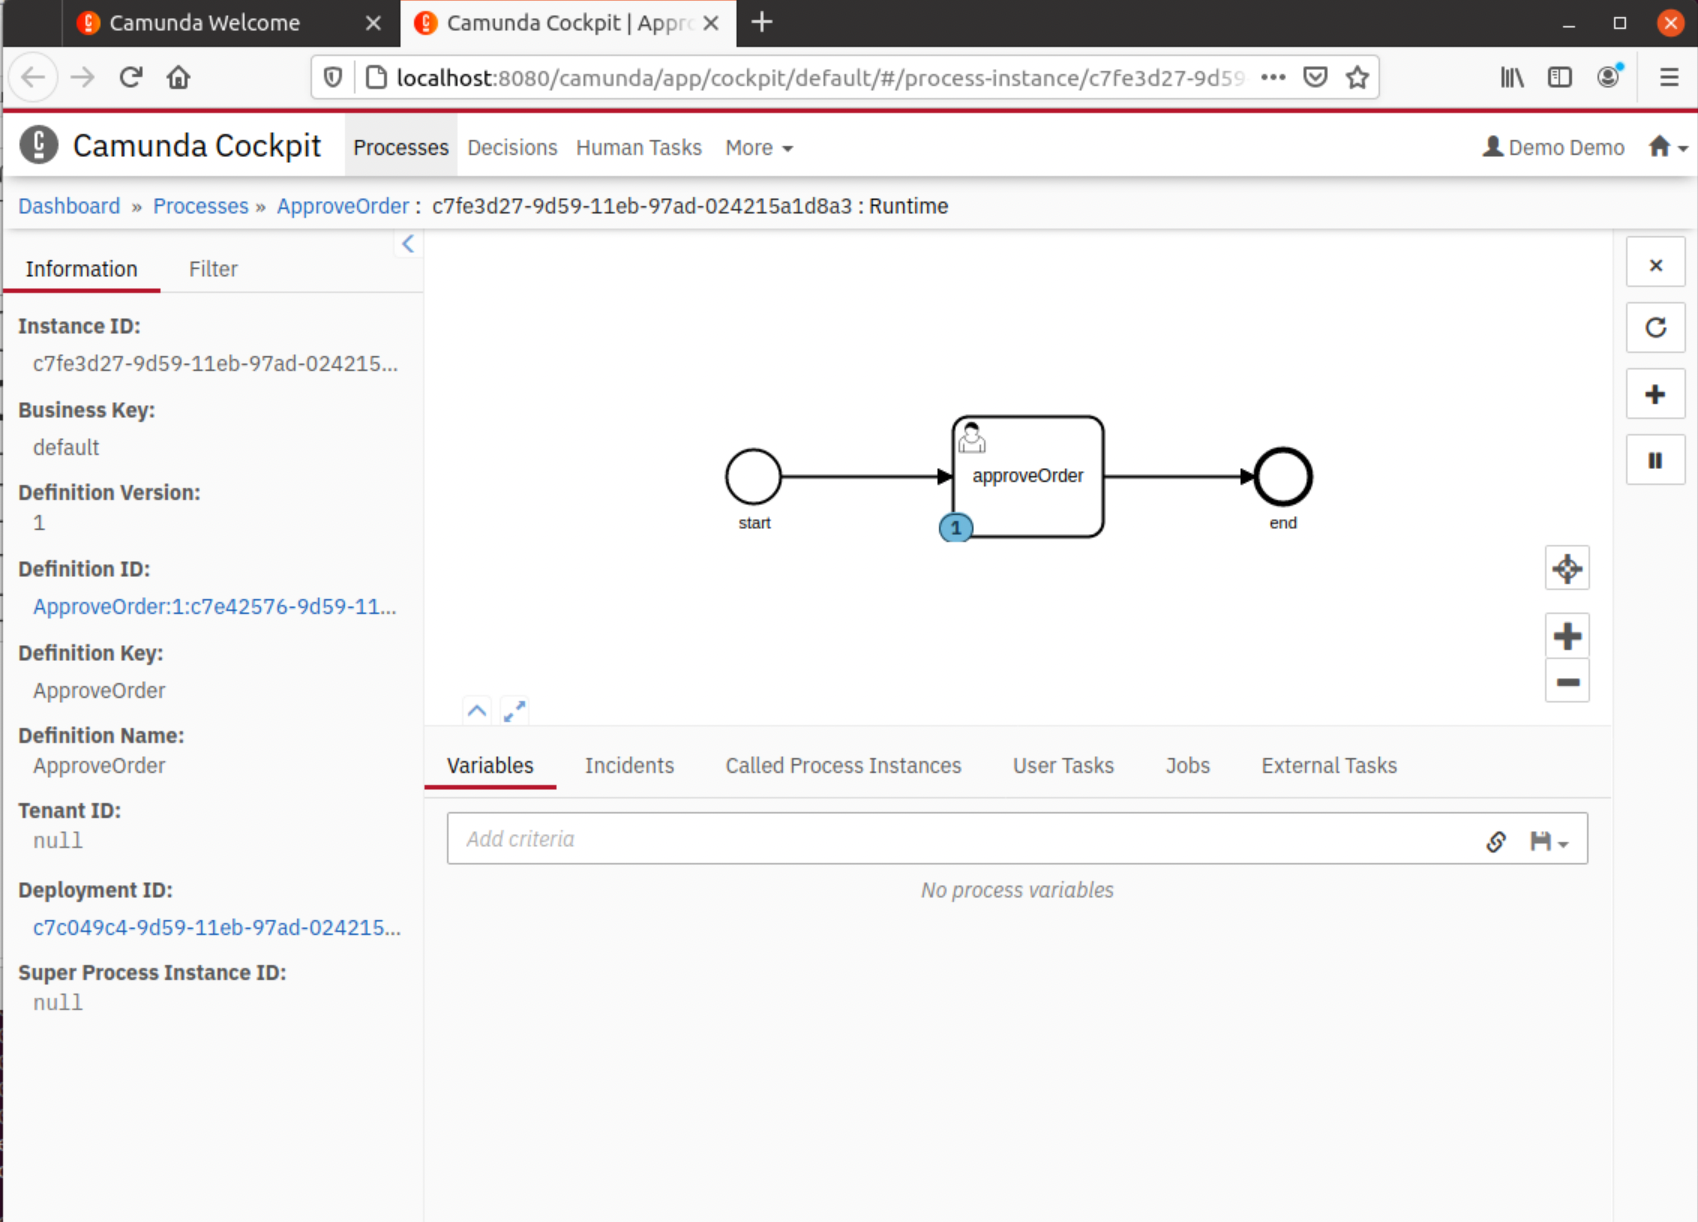 Camunda Welcome
Camunda Cockpit | Appro
localhost:8080/camunda/app/cockpit/default/#/process-instance/c7fe3d27-9d59
Camunda Cockpit
Processes
Decisions
Human Tasks
More
Demo Demo
Dashboard » Processes » ApproveOrder : c7fe3d27-9d59-11eb-97ad-024215a1d8a3 : Runtime
Information
Filter
Instance ID:
c7fe3d27-9d59-11eb-97ad-024215...
Business Key:
default
Definition Version:
1
Definition ID:
ApproveOrder:1:c7e42576-9d59-11...
Definition Key:
ApproveOrder
Definition Name:
ApproveOrder
Tenant ID:
null
Deployment ID:
c7c049c4-9d59-11eb-97ad-024215...
Super Process Instance ID:
null
start
approveOrder
1
end
Variables
Incidents
Called Process Instances
User Tasks
Jobs
External Tasks
Add criteria
No process variables